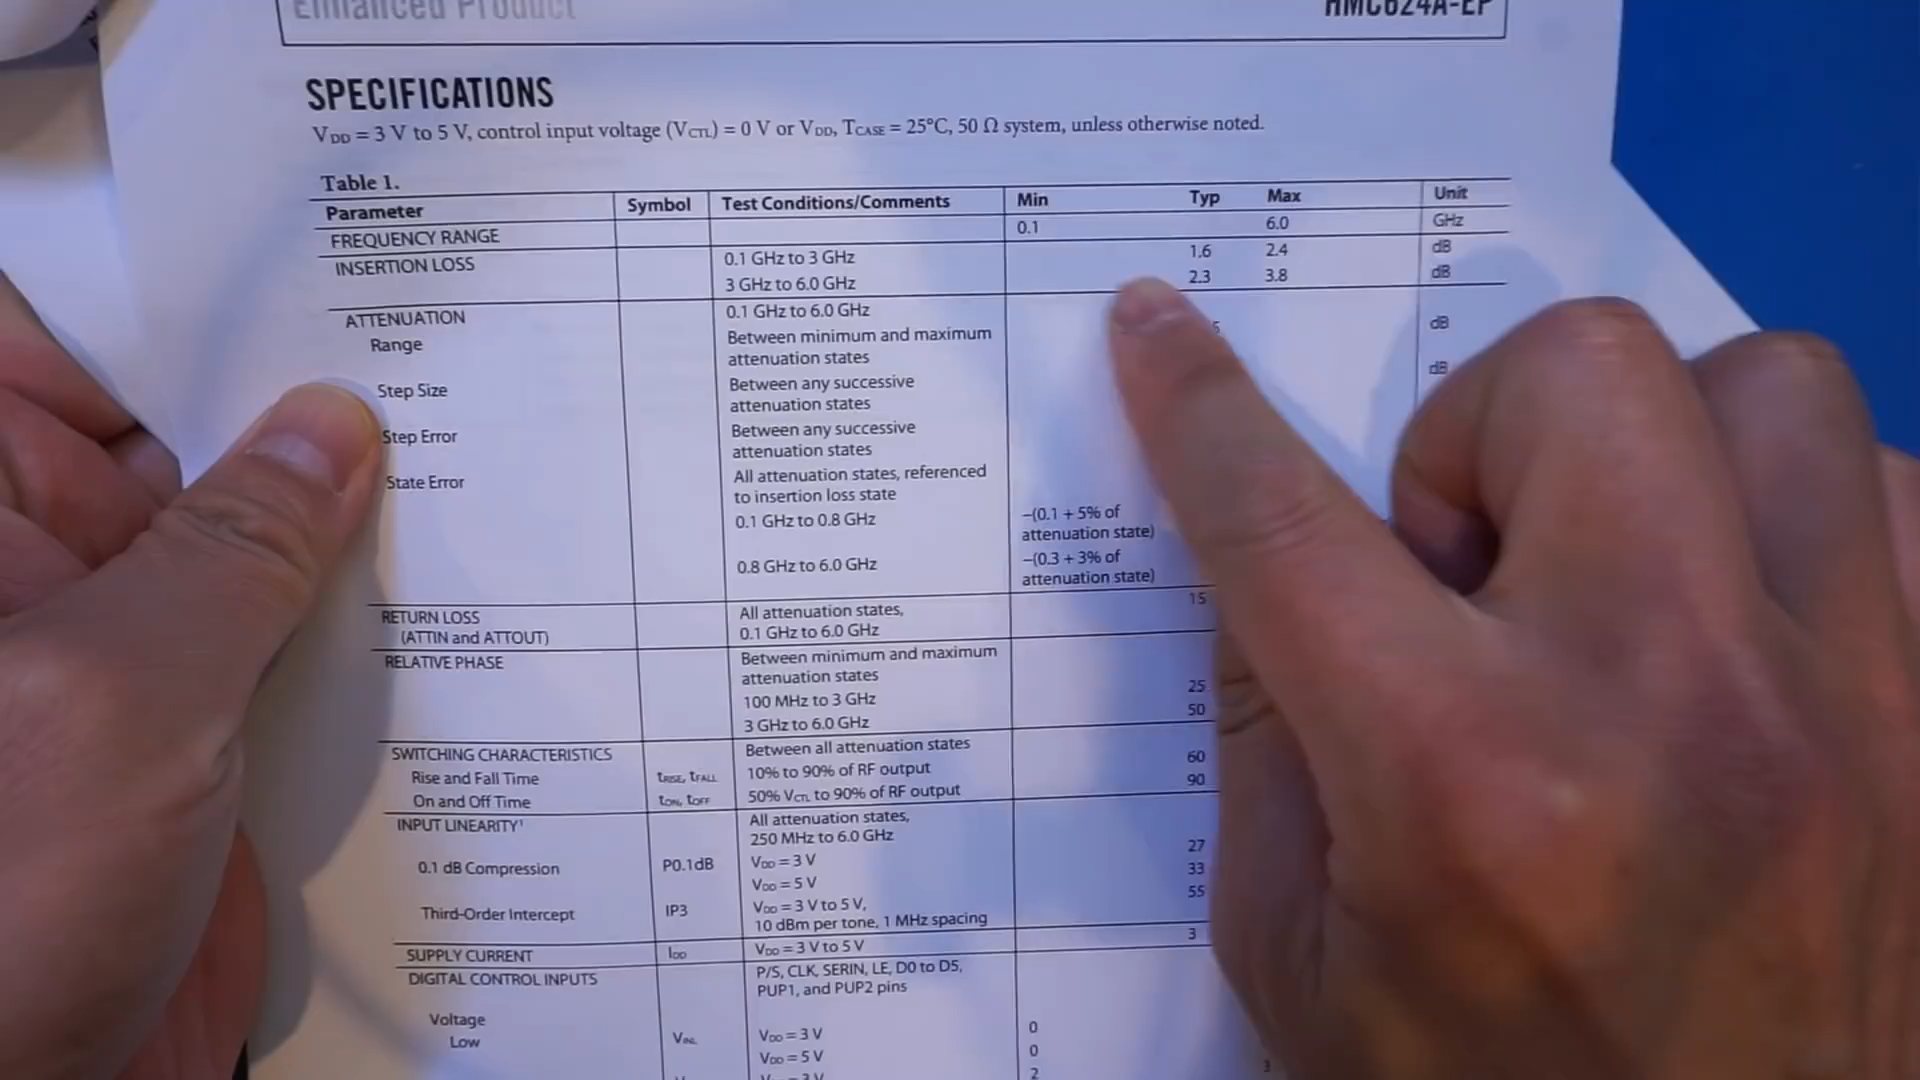 Enhanced Product
HMC624A-EP
SPECIFICATIONS
VDD = 3 V to 5 V, control input voltage (VCTL) = 0 V or VDD, TCASE = 25°C, 50 Ω system, unless otherwise noted.
Table 1.
Parameter Symbol Test Conditions/Comments Min Typ Max Unit
FREQUENCY RANGE 0.1 6.0 GHz
INSERTION LOSS 0.1 GHz to 3 GHz 1.6 2.4 dB
3 GHz to 6.0 GHz 2.3 3.8 dB
ATTENUATION 0.1 GHz to 6.0 GHz
Range Between minimum and maximum dB
attenuation states
Step Size Between any successive dB
attenuation states
Step Error Between any successive
attenuation states
State Error All attenuation states, referenced
to insertion loss state
0.1 GHz to 0.8 GHz −(0.1 + 5% of
attenuation state)
0.8 GHz to 6.0 GHz −(0.3 + 3% of
attenuation state)
RETURN LOSS All attenuation states, 15
(ATTIN and ATTOUT) 0.1 GHz to 6.0 GHz
RELATIVE PHASE Between minimum and maximum
attenuation states
100 MHz to 3 GHz 25
3 GHz to 6.0 GHz 50
SWITCHING CHARACTERISTICS Between all attenuation states
Rise and Fall Time tRISE, tFALL 10% to 90% of RF output 60
On and Off Time tON, tOFF 50% VCTL to 90% of RF output 90
INPUT LINEARITY¹ All attenuation states,
250 MHz to 6.0 GHz
0.1 dB Compression P0.1dB VDD = 3 V 27
VDD = 5 V 33
Third-Order Intercept IP3 VDD = 3 V to 5 V, 55
10 dBm per tone, 1 MHz spacing
SUPPLY CURRENT IDD VDD = 3 V to 5 V 3
DIGITAL CONTROL INPUTS P/S, CLK, SERIN, LE, D0 to D5,
PUP1, and PUP2 pins
Voltage
Low VINL VDD = 3 V 0
VDD = 5 V 0
2